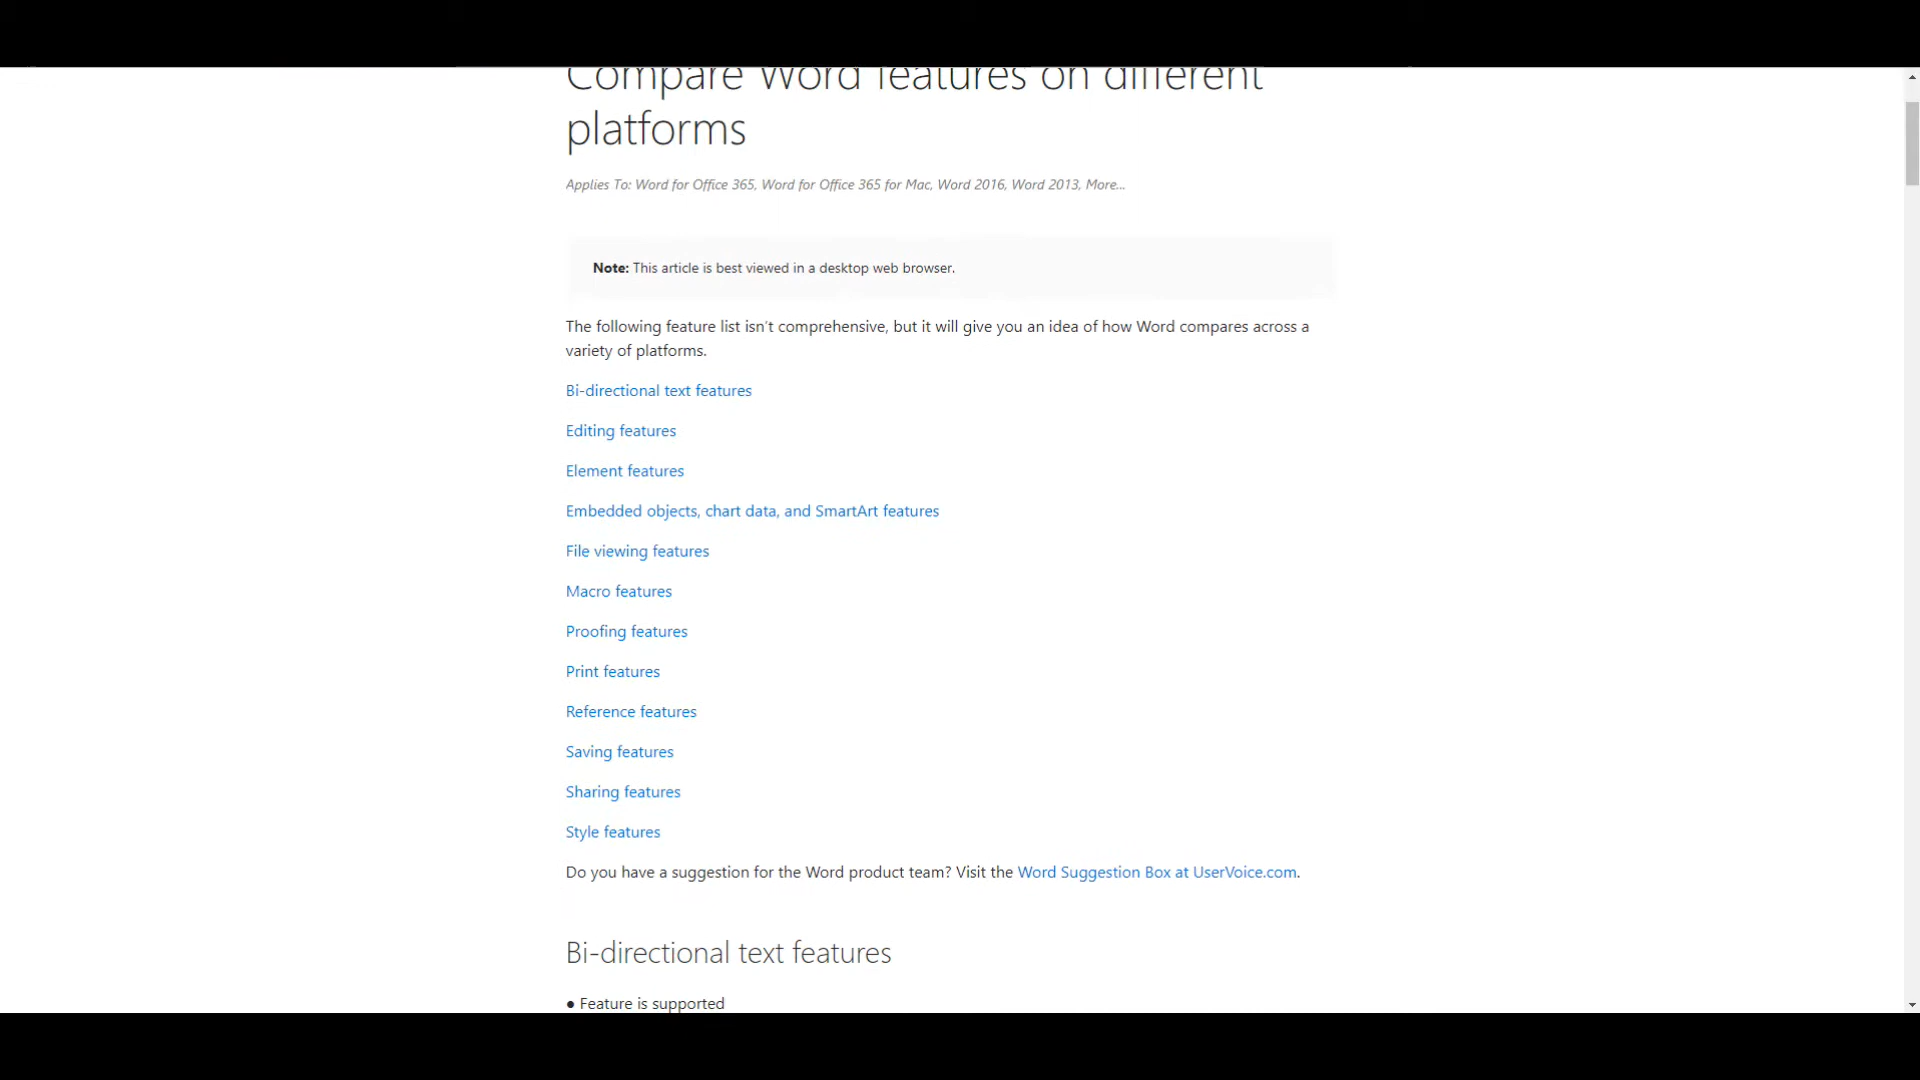 Compare Word features on different
platforms
Applies To: Word for Office 365, Word for Office 365 for Mac, Word 2016, Word 2013, More...
Note: This article is best viewed in a desktop web browser.
The following feature list isn't comprehensive, but it will give you an idea of how Word compares across a
variety of platforms.
Bi-directional text features
Editing features
Element features
Embedded objects, chart data, and SmartArt features
File viewing features
Macro features
Proofing features
Print features
Reference features
Saving features
Sharing features
Style features
Do you have a suggestion for the Word product team? Visit the Word Suggestion Box at UserVoice.com.
Bi-directional text features
● Feature is supported